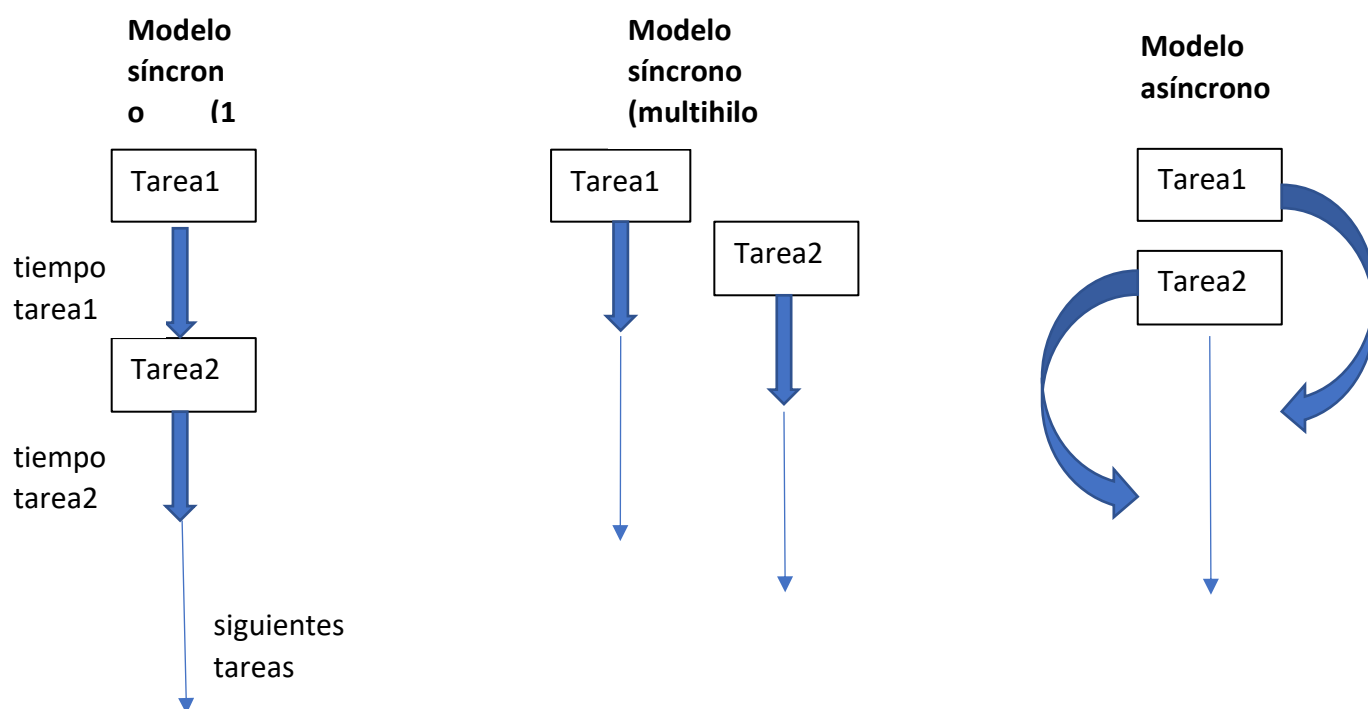 Modelo
síncron
o (1
Tarea1
tiempo
tarea1
Tarea2
tiempo
tarea2
siguientes
tareas
Modelo
síncrono
(multihilo
Tarea1
Tarea2
Modelo
asíncrono
Tarea1
Tarea2